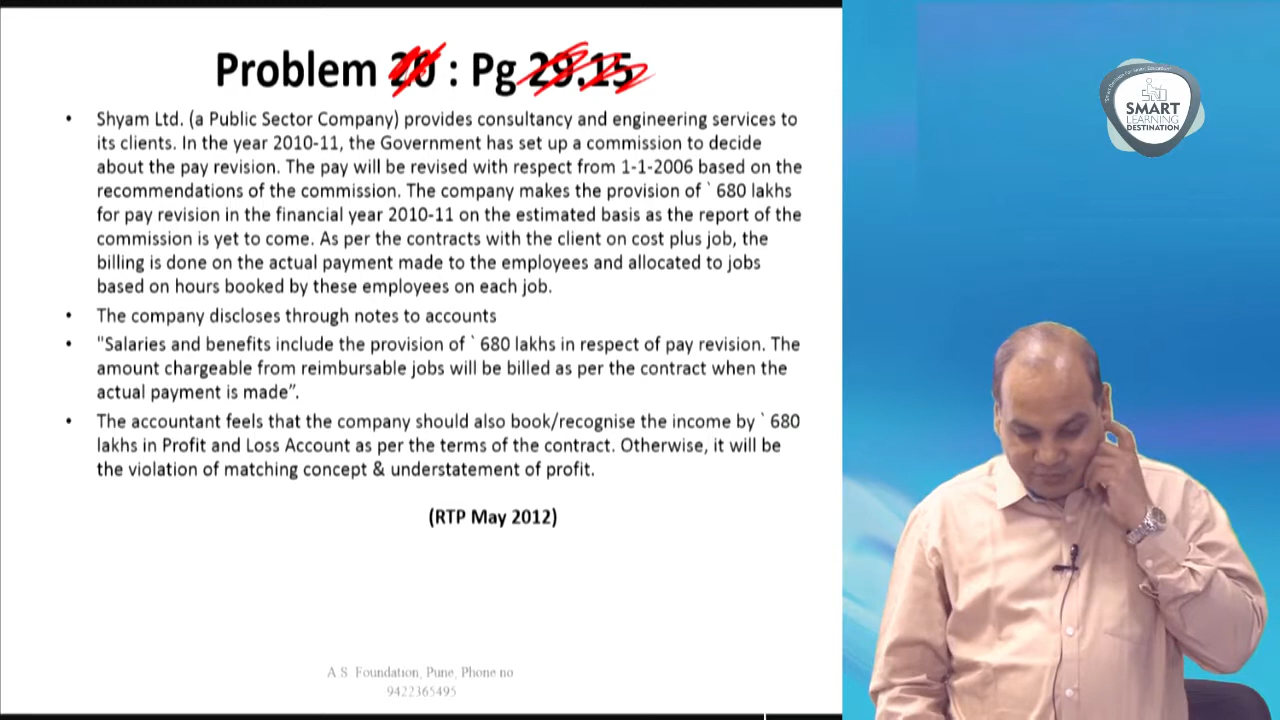 Problem 20 : Pg 29.15
• Shyam Ltd. (a Public Sector Company) provides consultancy and engineering services to
its clients. In the year 2010-11, the Government has set up a commission to decide
about the pay revision. The pay will be revised with respect from 1-1-2006 based on the
recommendations of the commission. The company makes the provision of ` 680 lakhs
for pay revision in the financial year 2010-11 on the estimated basis as the report of the
commission is yet to come. As per the contracts with the client on cost plus job, the
billing is done on the actual payment made to the employees and allocated to jobs
based on hours booked by these employees on each job.
• The company discloses through notes to accounts
• "Salaries and benefits include the provision of ` 680 lakhs in respect of pay revision. The
amount chargeable from reimbursable jobs will be billed as per the contract when the
actual payment is made”.
• The accountant feels that the company should also book/recognise the income by ` 680
lakhs in Profit and Loss Account as per the terms of the contract. Otherwise, it will be
the violation of matching concept & understatement of profit.
(RTP May 2012)
A S Foundation, Pune, Phone no
9422365495
SMART
LEARNING
DESTINATION